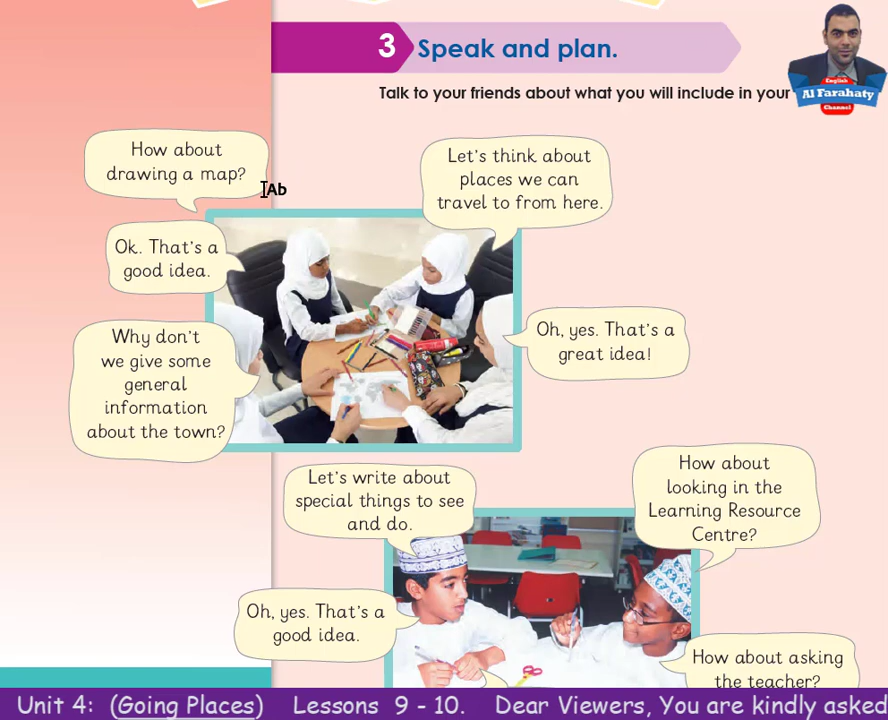 3 Speak and plan.
Talk to your friends about what you will include in your
English
Al Farahaty
Channel
How about
drawing a map?
Ab
Let's think about
places we can
travel to from here.
Ok. That's a
good idea.
Oh, yes. That's a
great idea!
Why don't
we give some
general
information
about the town?
Let's write about
special things to see
and do.
How about
looking in the
Learning Resource
Centre?
Oh, yes. That's a
good idea.
How about asking
the teacher?
Unit 4: (Going Places) Lessons 9 - 10. Dear Viewers, You are kindly asked